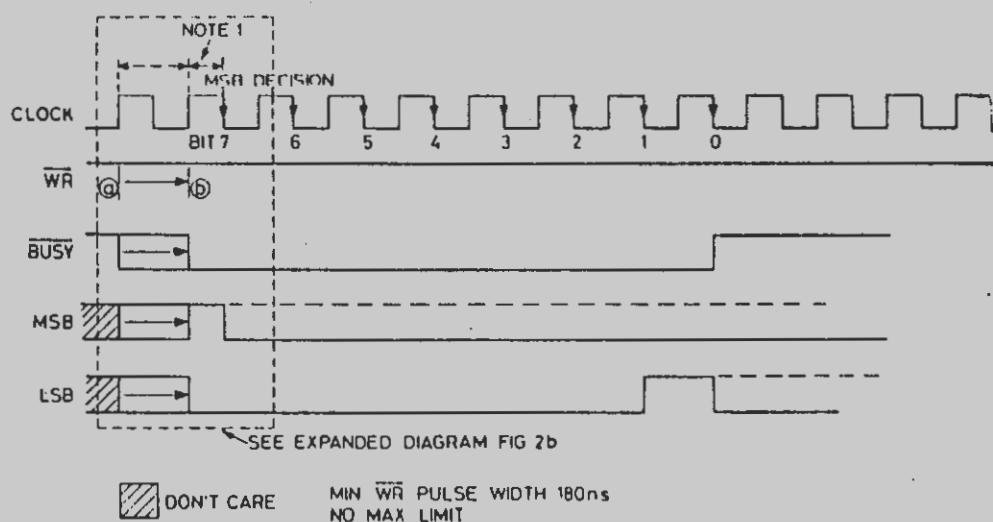 NOTE 1
MSB DECISION
CLOCK
BIT 7 6 5 4 3 2 1 0
WR
a b
BUSY
MSB
LSB
SEE EXPANDED DIAGRAM FIG 2b
DON'T CARE
MIN WR PULSE WIDTH 180ns
NO MAX LIMIT